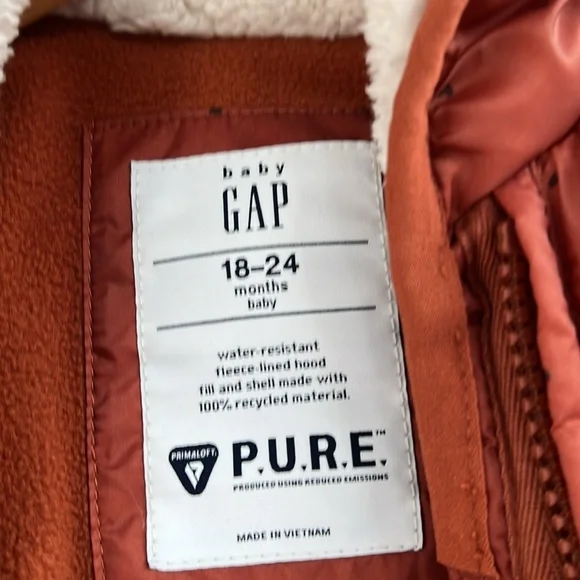 baby
GAP
18-24
months
baby
water-resistant
fleece-lined hood
fill and shell made with
100% recycled material.
PRIMALOFT
P.U.R.E.™
PRODUCED USING REDUCED EMISSIONS
MADE IN VIETNAM